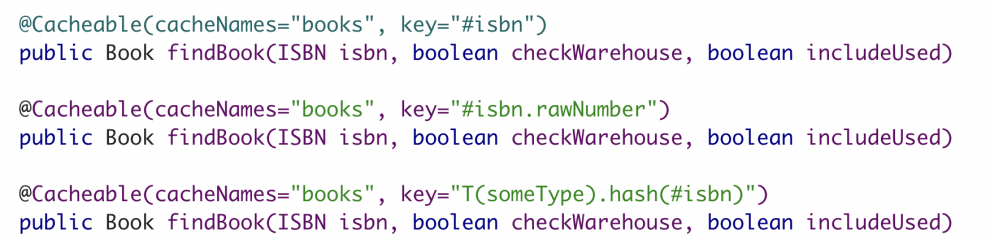 @Cacheable(cacheNames="books", key="#isbn")
public Book findBook(ISBN isbn, boolean checkWarehouse, boolean includeUsed)
@Cacheable(cacheNames="books", key="#isbn.rawNumber")
public Book findBook(ISBN isbn, boolean checkWarehouse, boolean includeUsed)
@Cacheable(cacheNames="books", key="T(someType).hash(#isbn)")
public Book findBook(ISBN isbn, boolean checkWarehouse, boolean includeUsed)